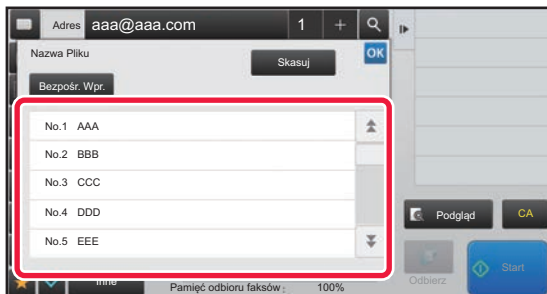 Adres aaa@aaa.com 1 +
Nazwa Pliku
Skasuj
OK
Bezpośr. Wpr.
No.1 AAA
No.2 BBB
No.3 CCC
No.4 DDD
No.5 EEE
Podgląd
CA
Inne
Pamięć odbioru faksów : 100%
Odbierz
Start